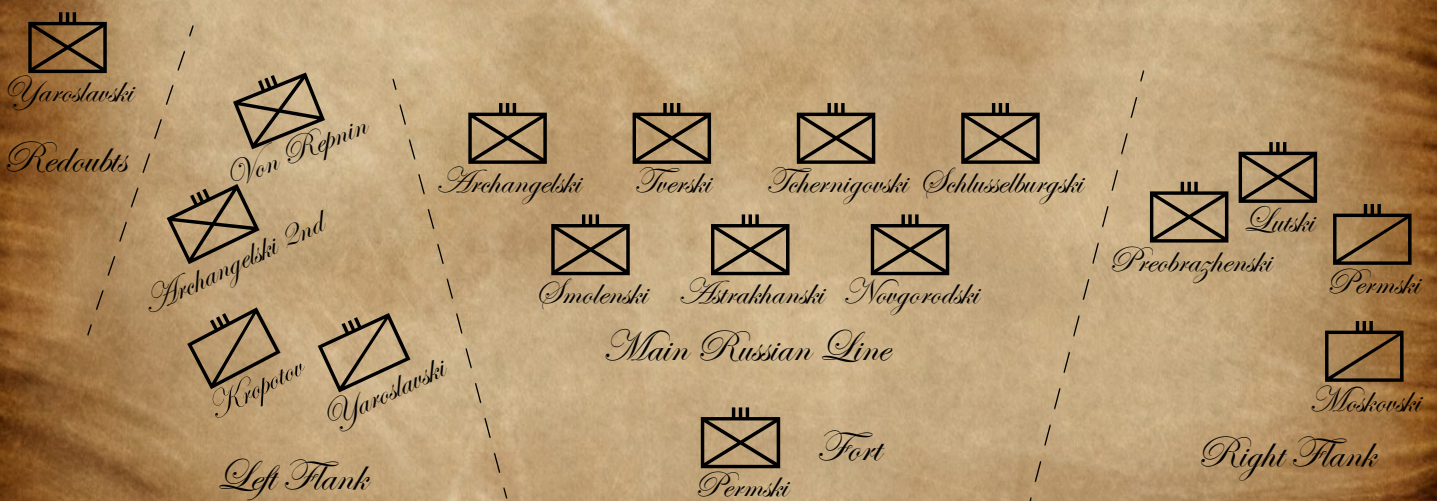 Yaroslavski
Redoubts
Von Repnin
Archangelski 2nd
Kropotov
Yaroslavski
Left Flank
Archangelski
Tverski
Tchernigovski
Schlusselburgski
Smolenski
Astrakhanski
Novgorodski
Main Russian Line
Permski
Fort
Preobrazhenski
Lutski
Permski
Moskovski
Right Flank